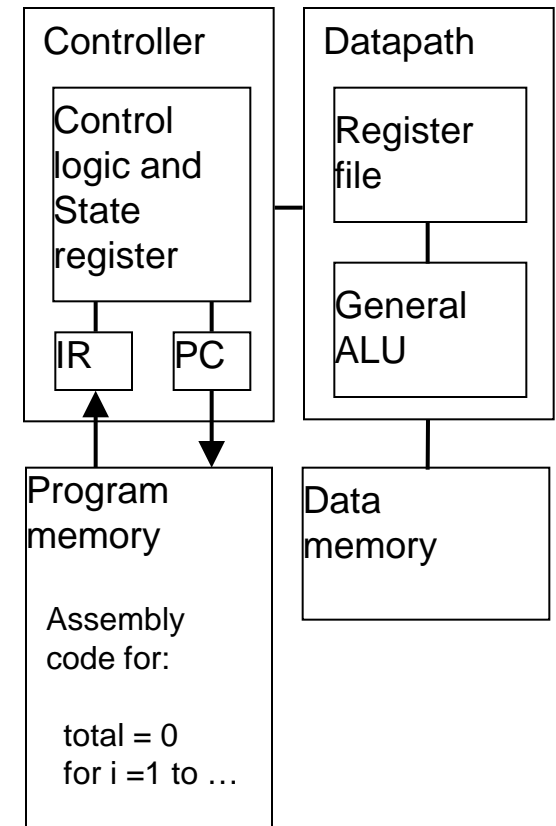 Controller
Control
logic and
State
register
IR
PC
Datapath
Register
file
General
ALU
Program
memory
Assembly
code for:
total = 0
for i =1 to …
Data
memory